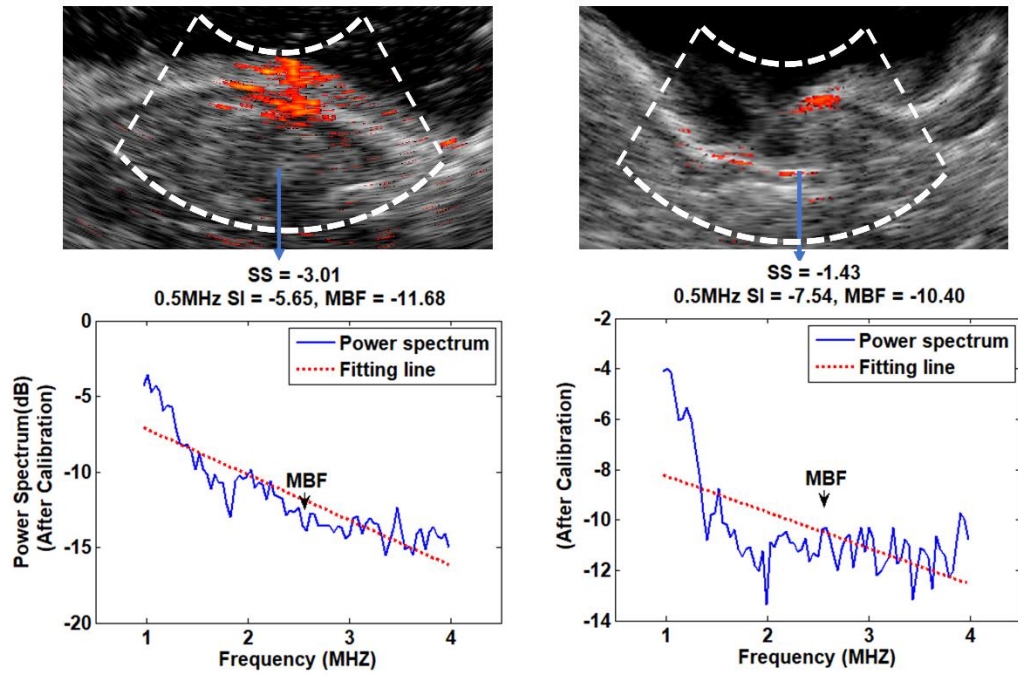 SS = -3.01
0.5MHz SI = -5.65, MBF = -11.68
0
-5
-10
-15
-20
Power Spectrum(dB)
(After Calibration)
Power spectrum
Fitting line
MBF
1 2 3 4
Frequency (MHZ)
SS = -1.43
0.5MHz SI = -7.54, MBF = -10.40
-2
-4
-6
-8
-10
-12
-14
(After Calibration)
Power spectrum
Fitting line
MBF
1 2 3 4
Frequency (MHZ)